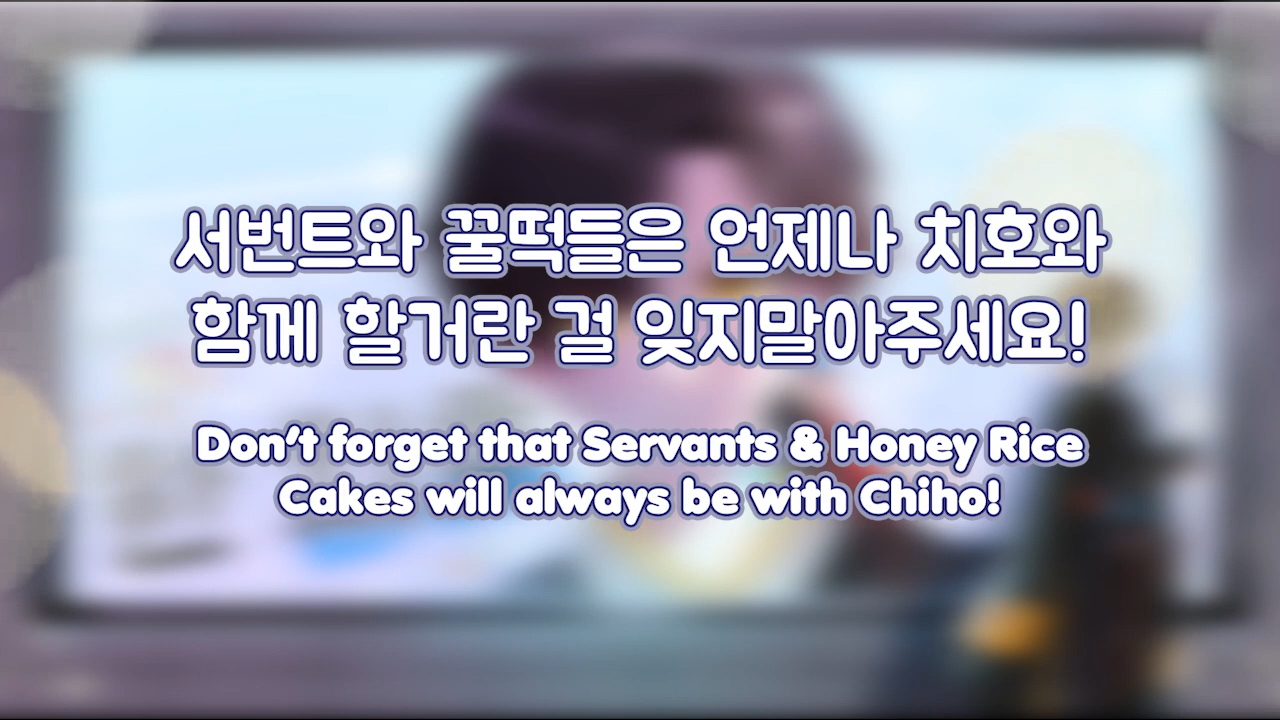 서번트와 꿀떡들은 언제나 치호와
함께 할거란 걸 잊지말아주세요!
Don't forget that Servants & Honey Rice
Cakes will always be with Chiho!